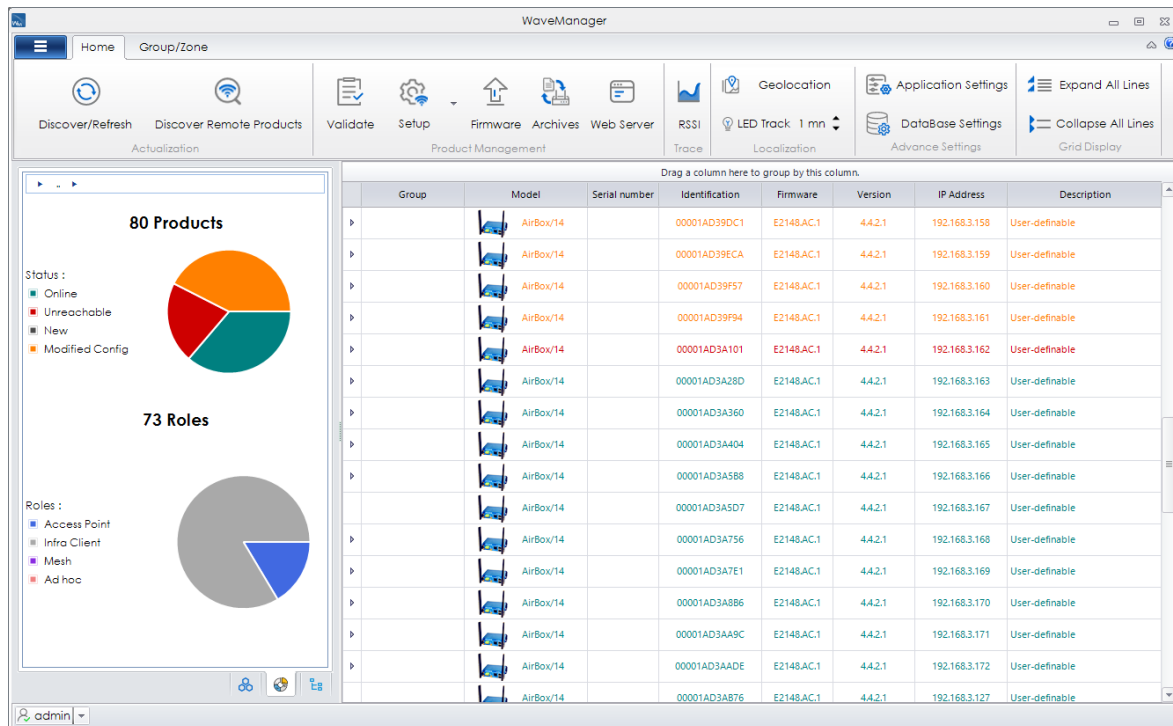 WaveManager
Home Group/Zone
Discover/Refresh Discover Remote Products
Actualization
Validate Setup Firmware Archives Web Server
Product Management
RSSI
Trace
Geolocation
LED Track 1 mn
Localization
Application Settings
DataBase Settings
Advance Settings
Expand All Lines
Collapse All Lines
Grid Display
80 Products
Status :
Online
Unreachable
New
Modified Config
73 Roles
Roles :
Access Point
Infra Client
Mesh
Ad hoc
Drag a column here to group by this column.
Group Model Serial number Identification Firmware Version IP Address Description
AirBox/14 00001AD39DC1 E2148.AC.1 4.4.2.1 192.168.3.158 User-definable
AirBox/14 00001AD39ECA E2148.AC.1 4.4.2.1 192.168.3.159 User-definable
AirBox/14 00001AD39F57 E2148.AC.1 4.4.2.1 192.168.3.160 User-definable
AirBox/14 00001AD39F94 E2148.AC.1 4.4.2.1 192.168.3.161 User-definable
AirBox/14 00001AD3A101 E2148.AC.1 4.4.2.1 192.168.3.162 User-definable
AirBox/14 00001AD3A28D E2148.AC.1 4.4.2.1 192.168.3.163 User-definable
AirBox/14 00001AD3A360 E2148.AC.1 4.4.2.1 192.168.3.164 User-definable
AirBox/14 00001AD3A404 E2148.AC.1 4.4.2.1 192.168.3.165 User-definable
AirBox/14 00001AD3A5B8 E2148.AC.1 4.4.2.1 192.168.3.166 User-definable
AirBox/14 00001AD3A5D7 E2148.AC.1 4.4.2.1 192.168.3.167 User-definable
AirBox/14 00001AD3A756 E2148.AC.1 4.4.2.1 192.168.3.168 User-definable
AirBox/14 00001AD3A7E1 E2148.AC.1 4.4.2.1 192.168.3.169 User-definable
AirBox/14 00001AD3A8B6 E2148.AC.1 4.4.2.1 192.168.3.170 User-definable
AirBox/14 00001AD3AA9C E2148.AC.1 4.4.2.1 192.168.3.171 User-definable
AirBox/14 00001AD3AADE E2148.AC.1 4.4.2.1 192.168.3.172 User-definable
AirBox/14 00001AD3AB76 E2148.AC.1 4.4.2.1 192.168.3.127 User-definable
admin